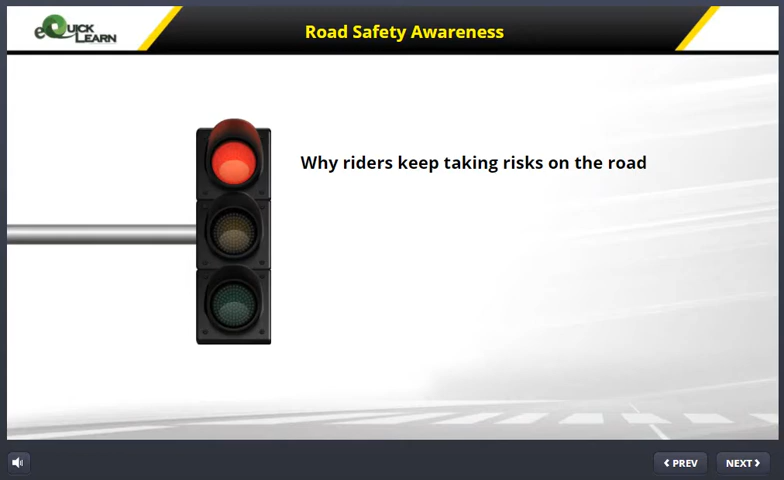 eQuick Learn
Road Safety Awareness
Why riders keep taking risks on the road
PREV
NEXT